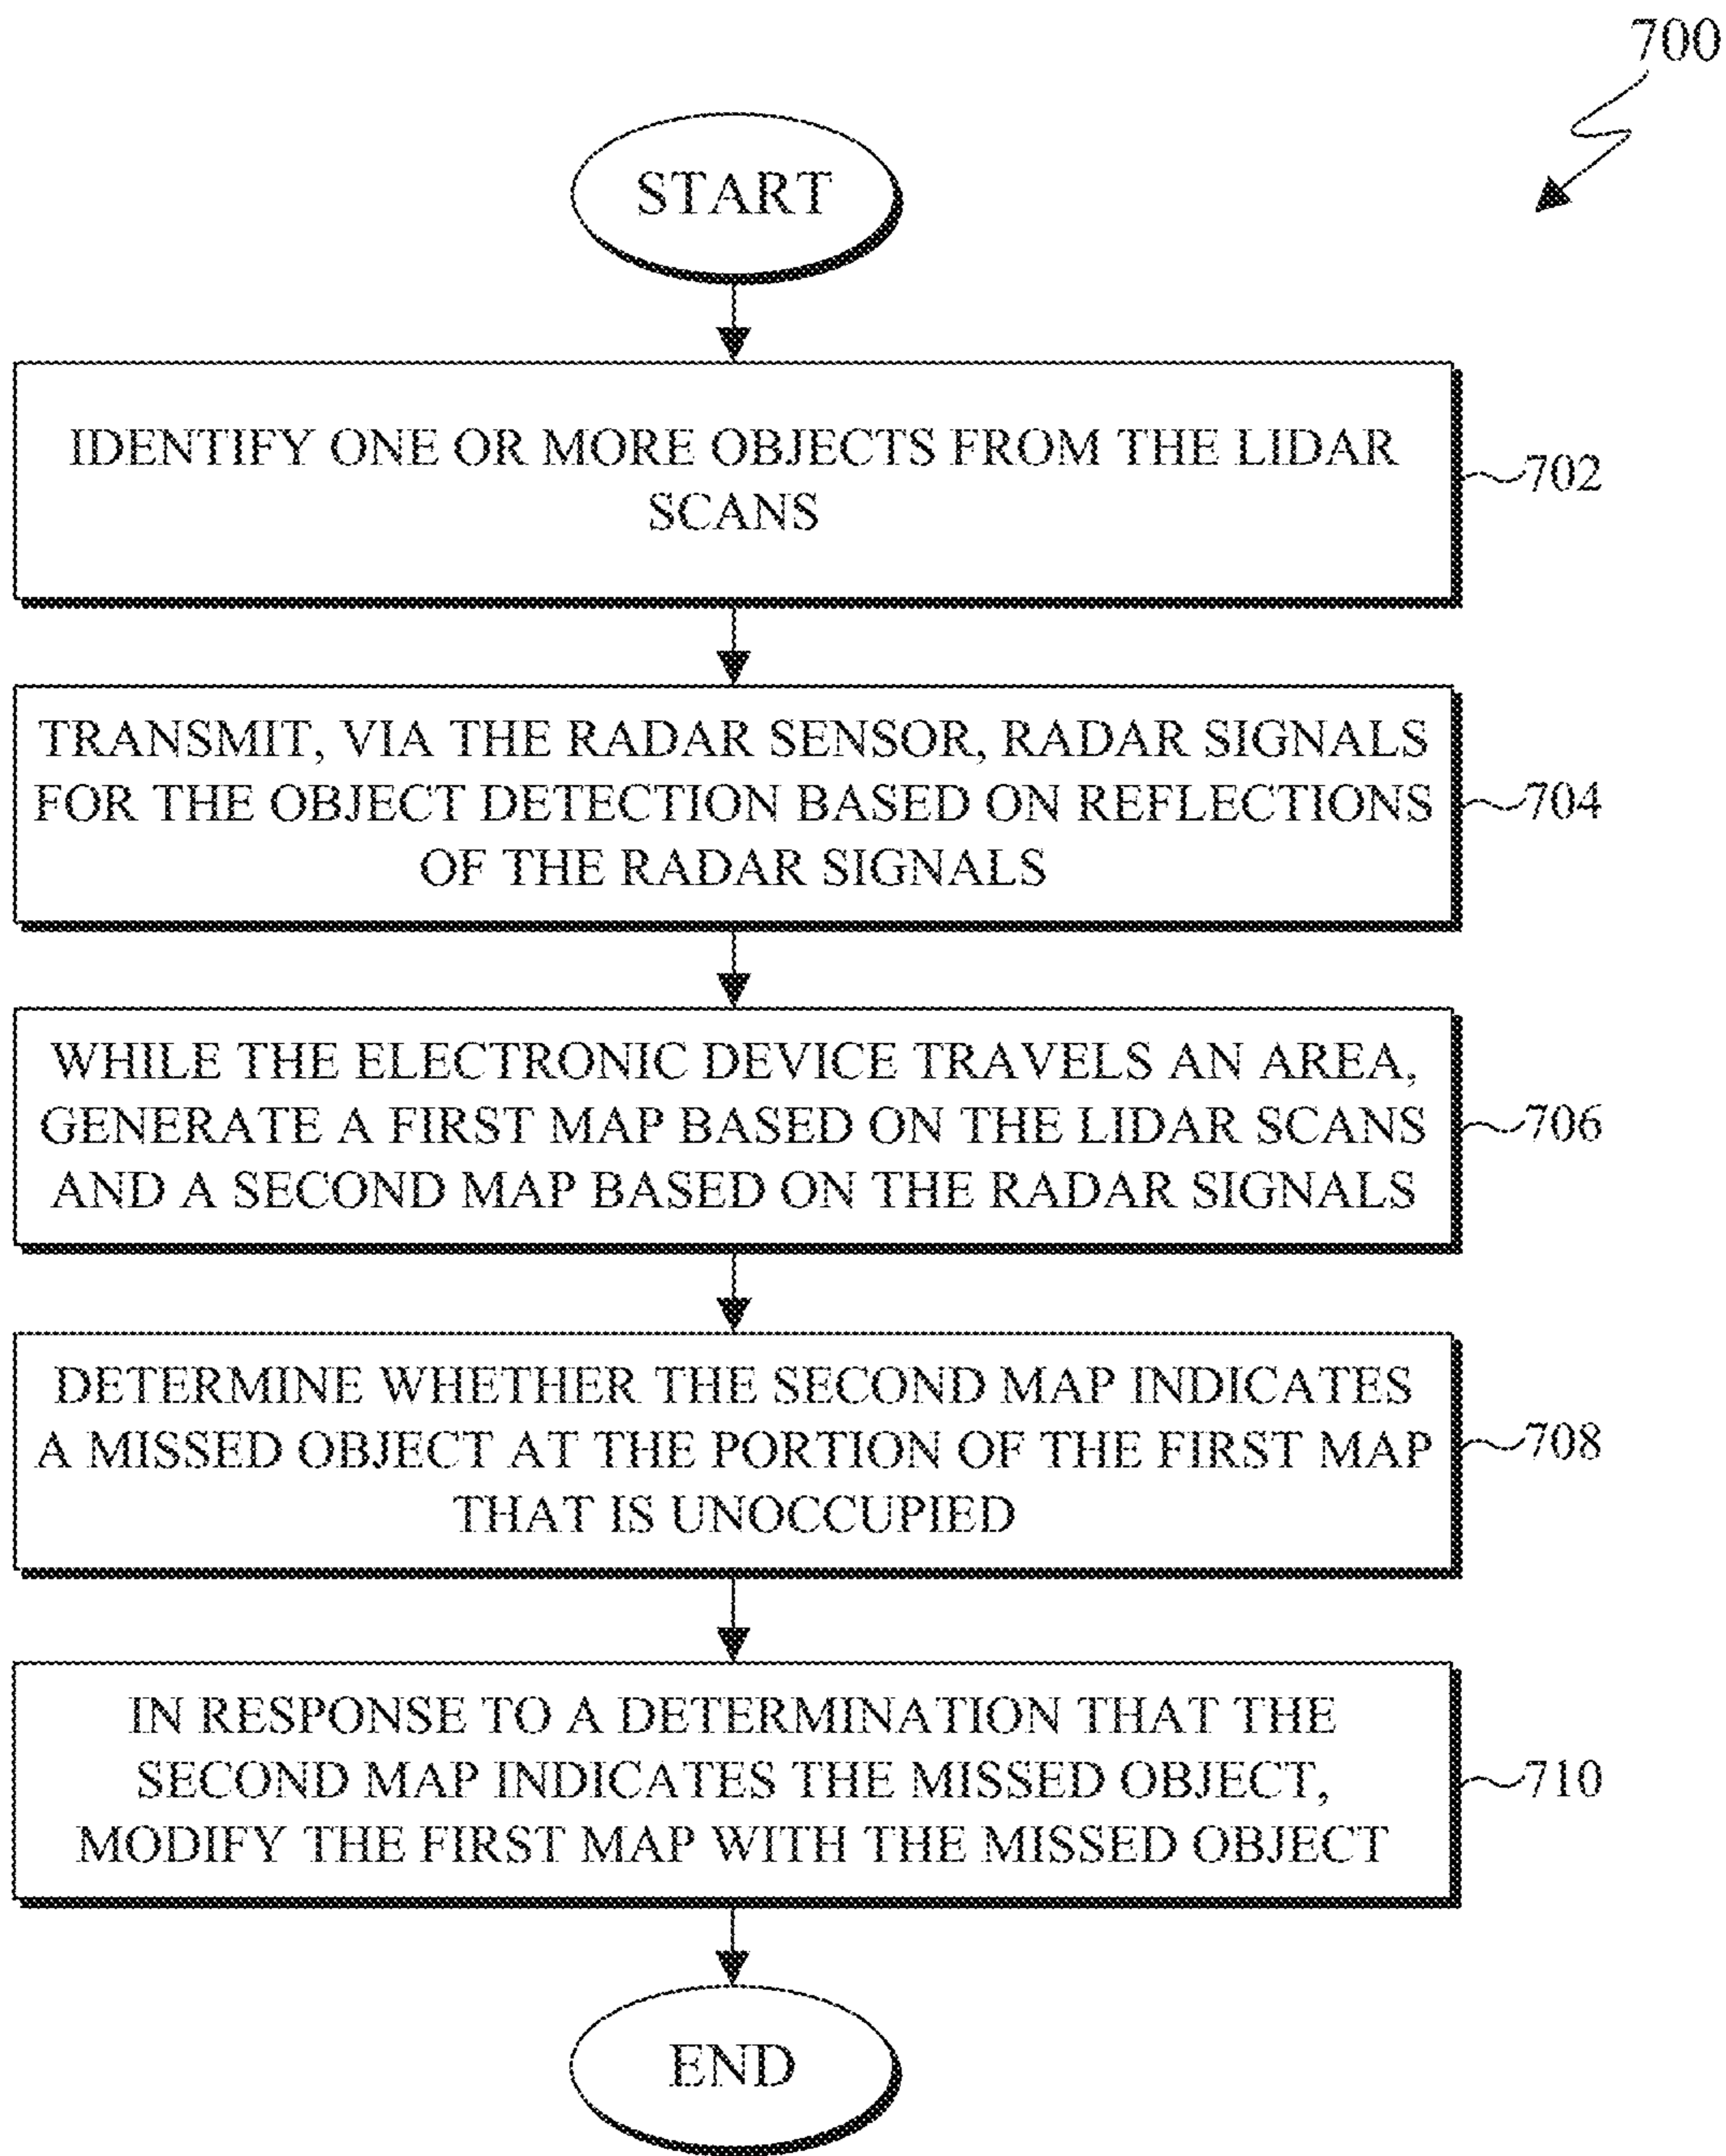 700
START
IDENTIFY ONE OR MORE OBJECTS FROM THE LIDAR
SCANS
702
TRANSMIT, VIA THE RADAR SENSOR, RADAR SIGNALS
FOR THE OBJECT DETECTION BASED ON REFLECTIONS
OF THE RADAR SIGNALS
704
WHILE THE ELECTRONIC DEVICE TRAVELS AN AREA,
GENERATE A FIRST MAP BASED ON THE LIDAR SCANS
AND A SECOND MAP BASED ON THE RADAR SIGNALS
706
DETERMINE WHETHER THE SECOND MAP INDICATES
A MISSED OBJECT AT THE PORTION OF THE FIRST MAP
THAT IS UNOCCUPIED
708
IN RESPONSE TO A DETERMINATION THAT THE
SECOND MAP INDICATES THE MISSED OBJECT,
MODIFY THE FIRST MAP WITH THE MISSED OBJECT
710
END